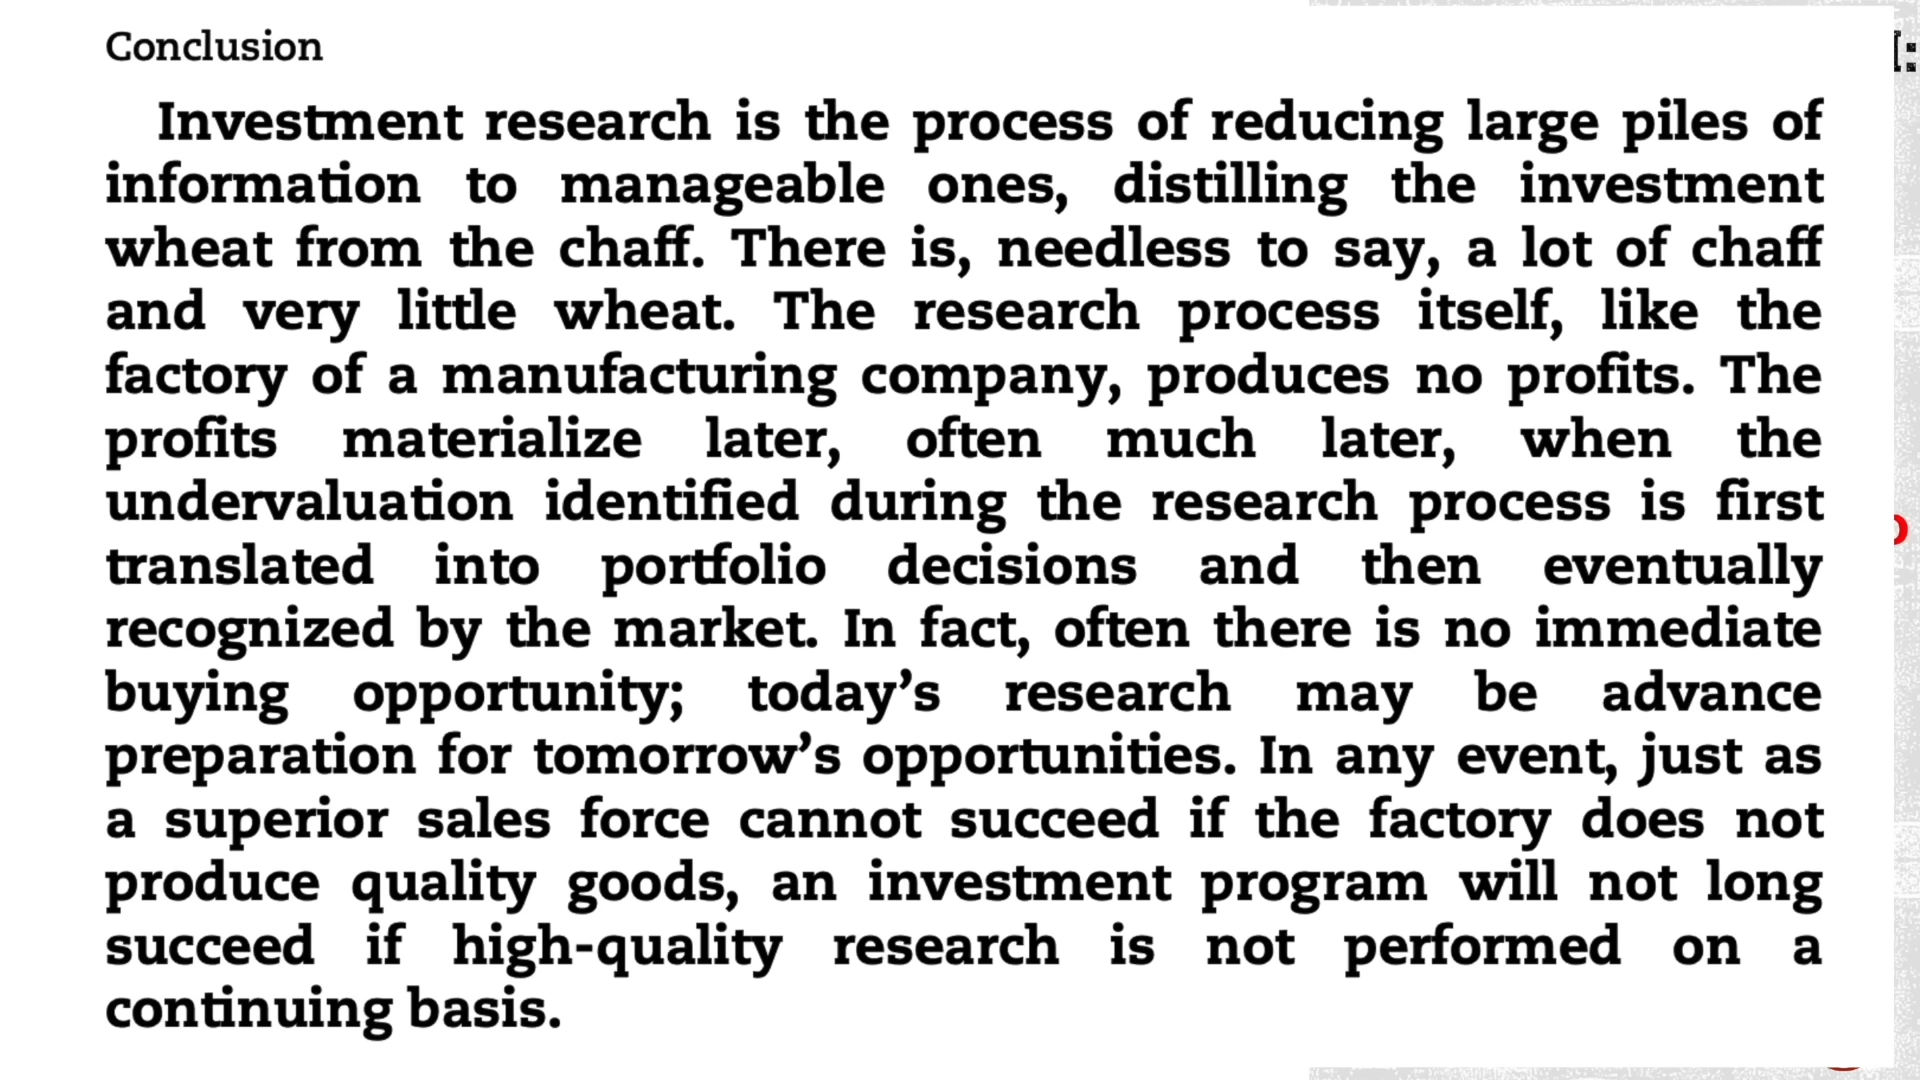 Conclusion
Investment research is the process of reducing large piles of
information to manageable ones, distilling the investment
wheat from the chaff. There is, needless to say, a lot of chaff
and very little wheat. The research process itself, like the
factory of a manufacturing company, produces no profits. The
profits materialize later, often much later, when the
undervaluation identified during the research process is first
translated into portfolio decisions and then eventually
recognized by the market. In fact, often there is no immediate
buying opportunity; today’s research may be advance
preparation for tomorrow’s opportunities. In any event, just as
a superior sales force cannot succeed if the factory does not
produce quality goods, an investment program will not long
succeed if high-quality research is not performed on a
continuing basis.